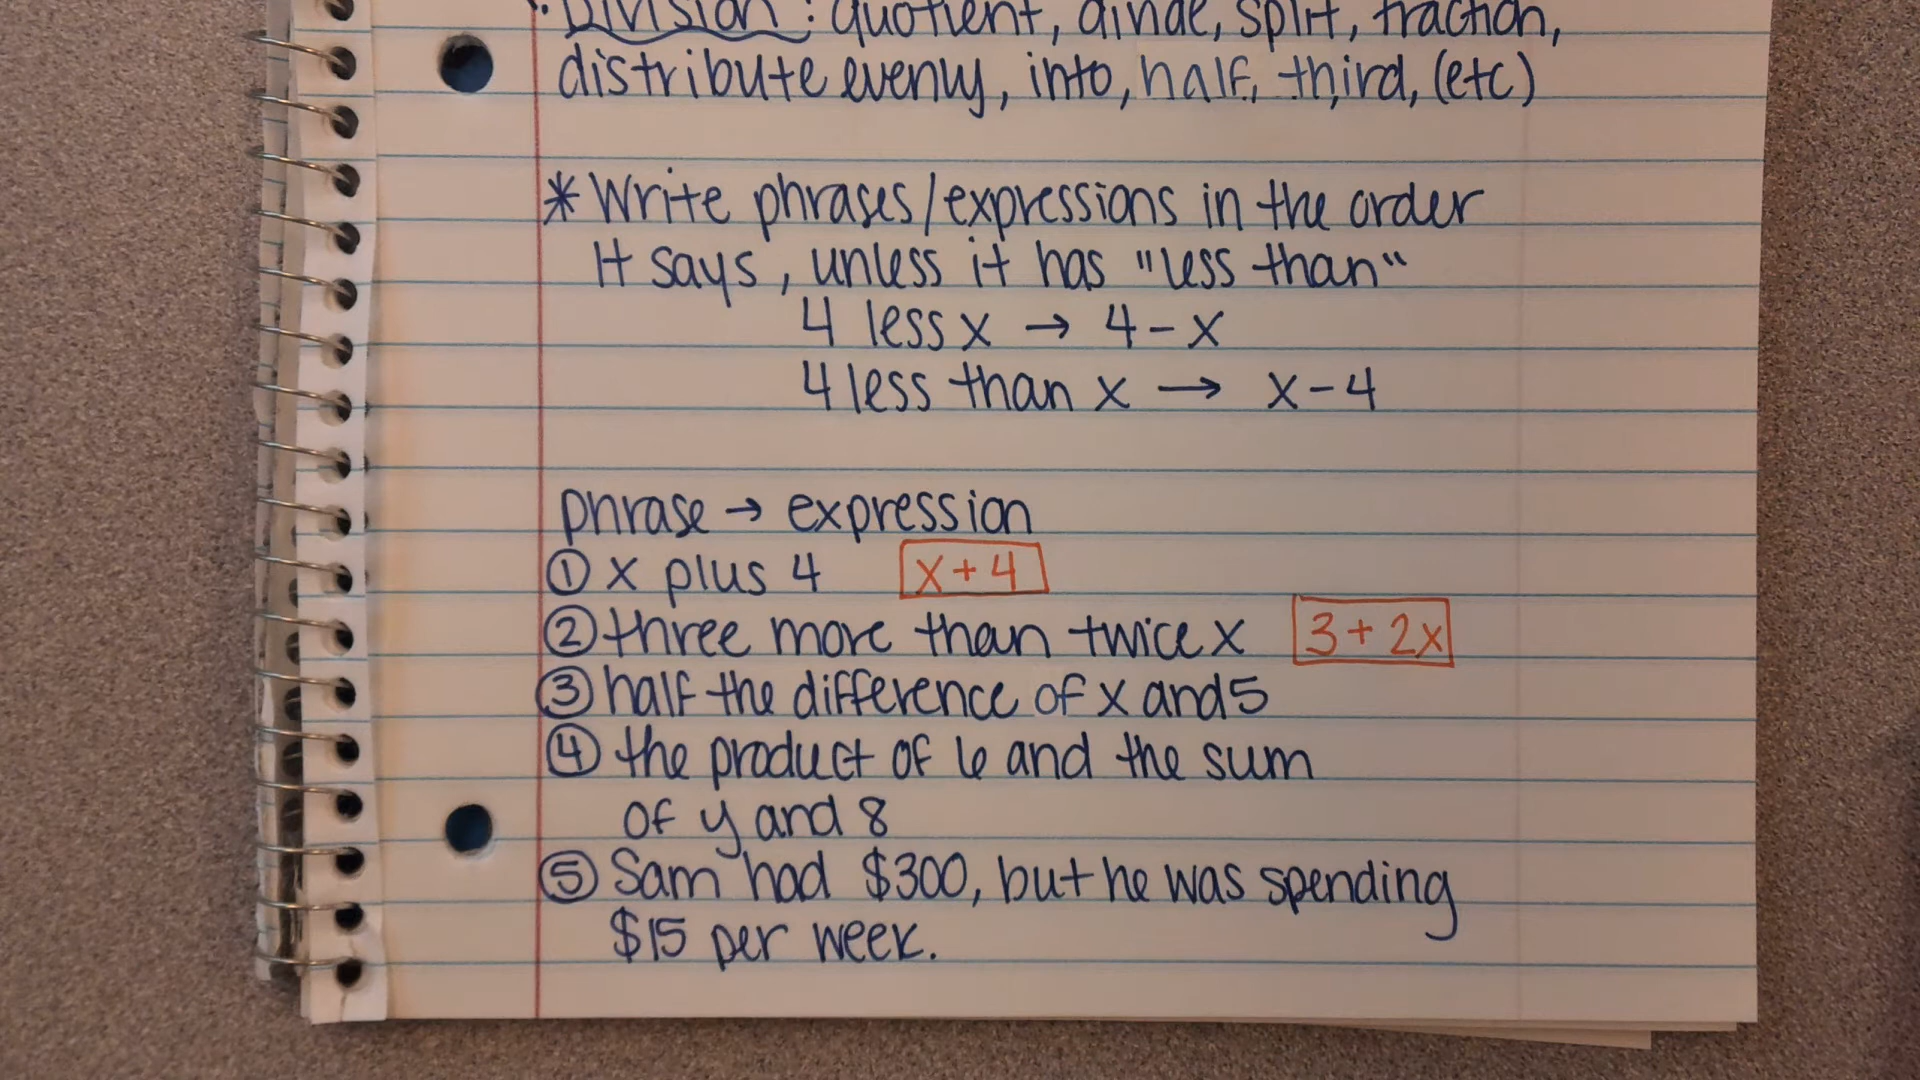 · Division: quotient, divide, split, fraction,
distribute evenly, into, half, third, (etc)
* Write phrases/expressions in the order
It says, unless it has "less than"
4 less x → 4 - x
4 less than x → x - 4
phrase → expression
① x plus 4 x + 4
② three more than twice x 3 + 2x
③ half the difference of x and 5
④ the product of 6 and the sum
of y and 8
⑤ Sam had $300, but he was spending
$15 per week.